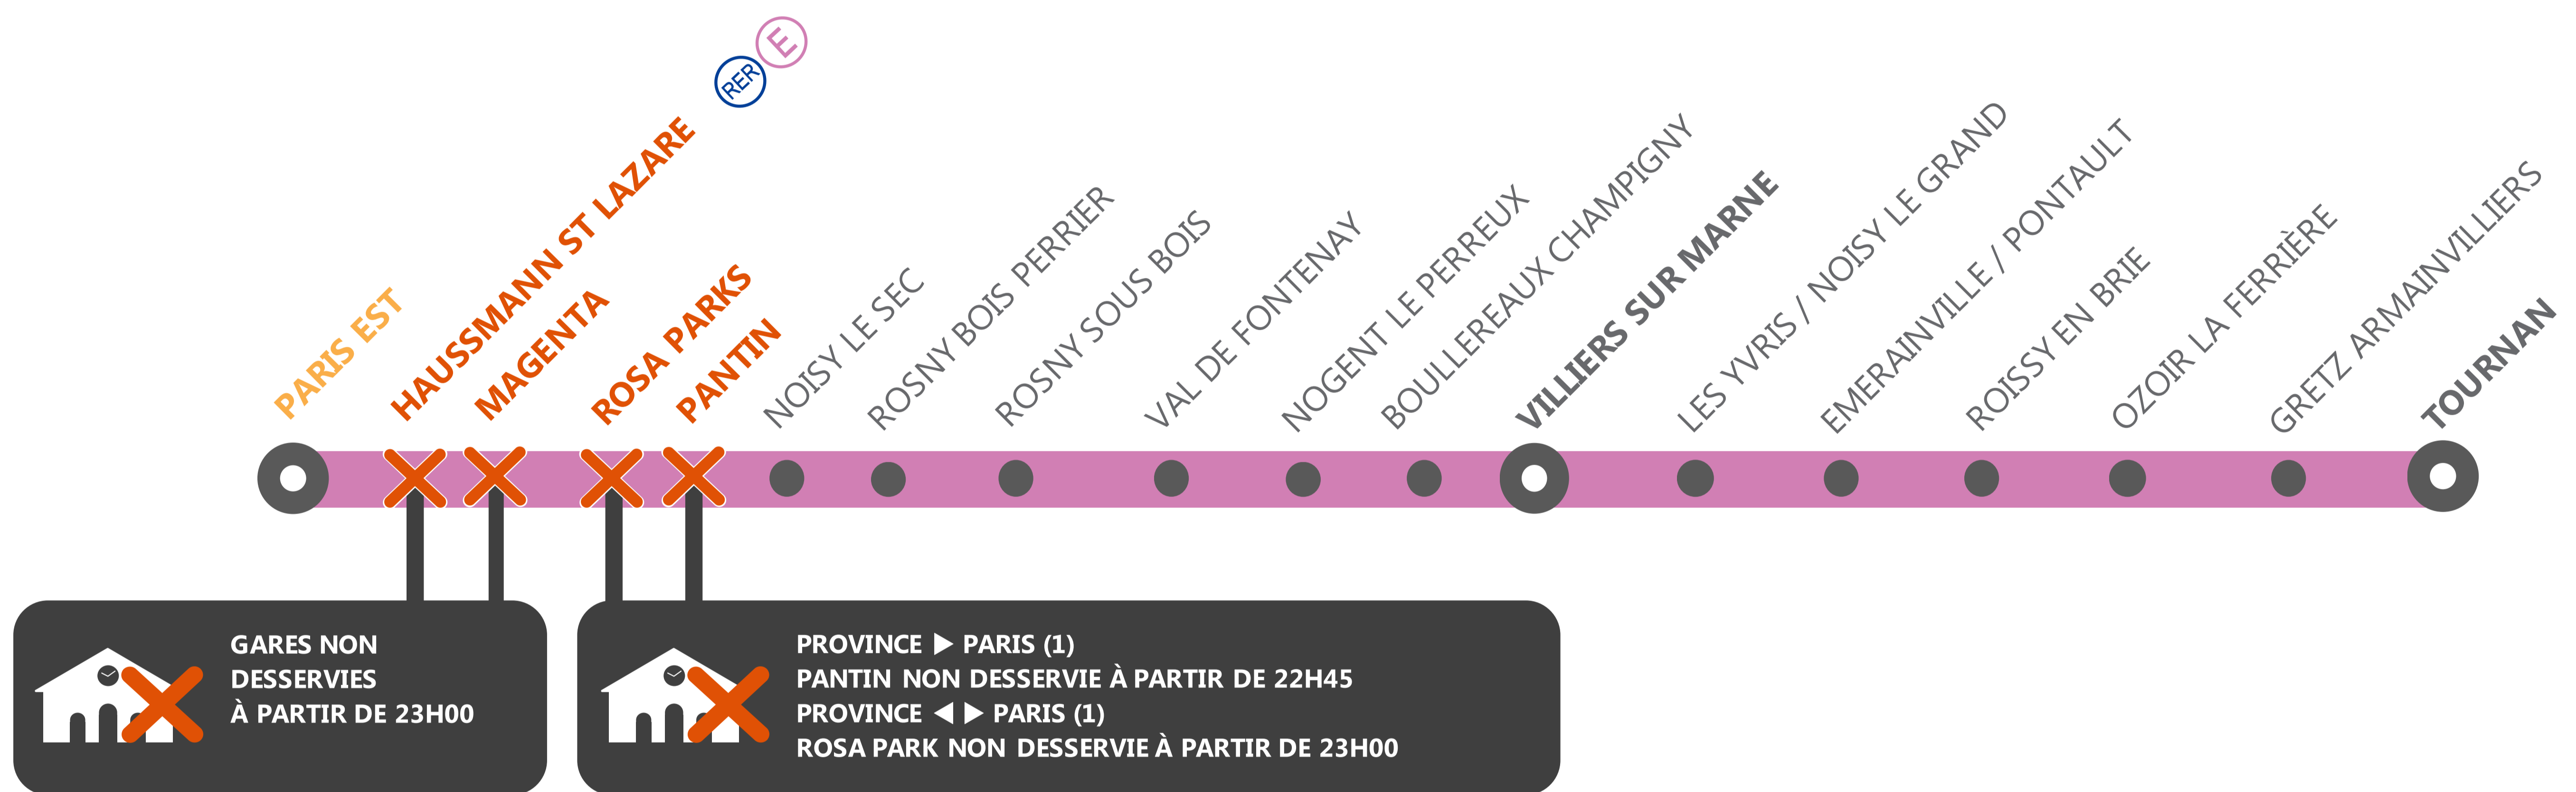 RER
E
PARIS EST
HAUSSMANN ST LAZARE
MAGENTA
ROSA PARKS
PANTIN
NOISY LE SEC
ROSNY BOIS PERRIER
ROSNY SOUS BOIS
VAL DE FONTENAY
NOGENT LE PERREUX
BOULLEREAUX CHAMPIGNY
VILLIERS SUR MARNE
LES YVRIS / NOISY LE GRAND
EMERAINVILLE / PONTAULT
ROISSY EN BRIE
OZOIR LA FERRIÈRE
GRETZ ARMAINVILLIERS
TOURNAN
GARES NON
DESSERVIES
À PARTIR DE 23H00
PROVINCE ▶ PARIS (1)
PANTIN NON DESSERVIE À PARTIR DE 22H45
PROVINCE ◀ ▶ PARIS (1)
ROSA PARK NON DESSERVIE À PARTIR DE 23H00